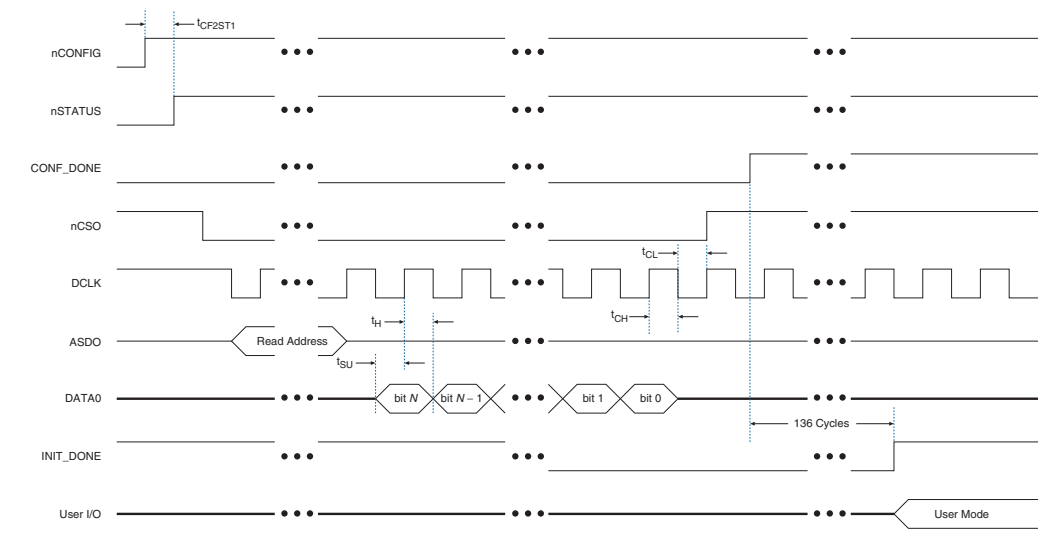 tCF2ST1
nCONFIG
nSTATUS
CONF_DONE
nCSO
tCL
DCLK
tCH
tH
ASDO
Read Address
tSU
DATA0
bit N
bit N – 1
bit 1
bit 0
136 Cycles
INIT_DONE
User I/O
User Mode